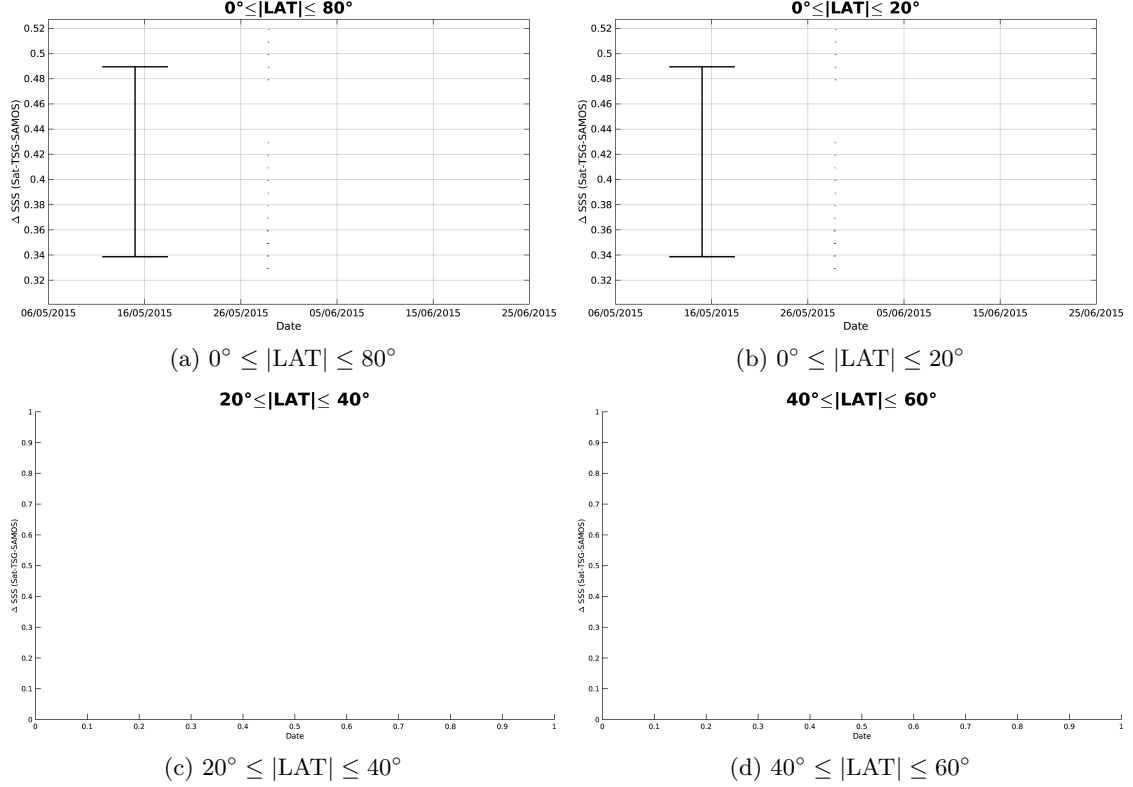 0°≤|LAT|≤ 80°
0.52
0.5
0.48
0.46
0.44
0.42
0.4
0.38
0.36
0.34
0.32
Δ SSS (Sat-TSG-SAMOS)
06/05/2015 16/05/2015 26/05/2015 05/06/2015 15/06/2015 25/06/2015
Date
(a) 0° ≤ |LAT| ≤ 80°
0°≤|LAT|≤ 20°
0.52
0.5
0.48
0.46
0.44
0.42
0.4
0.38
0.36
0.34
0.32
Δ SSS (Sat-TSG-SAMOS)
06/05/2015 16/05/2015 26/05/2015 05/06/2015 15/06/2015 25/06/2015
Date
(b) 0° ≤ |LAT| ≤ 20°
20°≤|LAT|≤ 40°
1
0.9
0.8
0.7
0.6
0.5
0.4
0.3
0.2
0.1
0
Δ SSS (Sat-TSG-SAMOS)
0 0.1 0.2 0.3 0.4 0.5 0.6 0.7 0.8 0.9 1
Date
(c) 20° ≤ |LAT| ≤ 40°
40°≤|LAT|≤ 60°
1
0.9
0.8
0.7
0.6
0.5
0.4
0.3
0.2
0.1
0
Δ SSS (Sat-TSG-SAMOS)
0 0.1 0.2 0.3 0.4 0.5 0.6 0.7 0.8 0.9 1
Date
(d) 40° ≤ |LAT| ≤ 60°